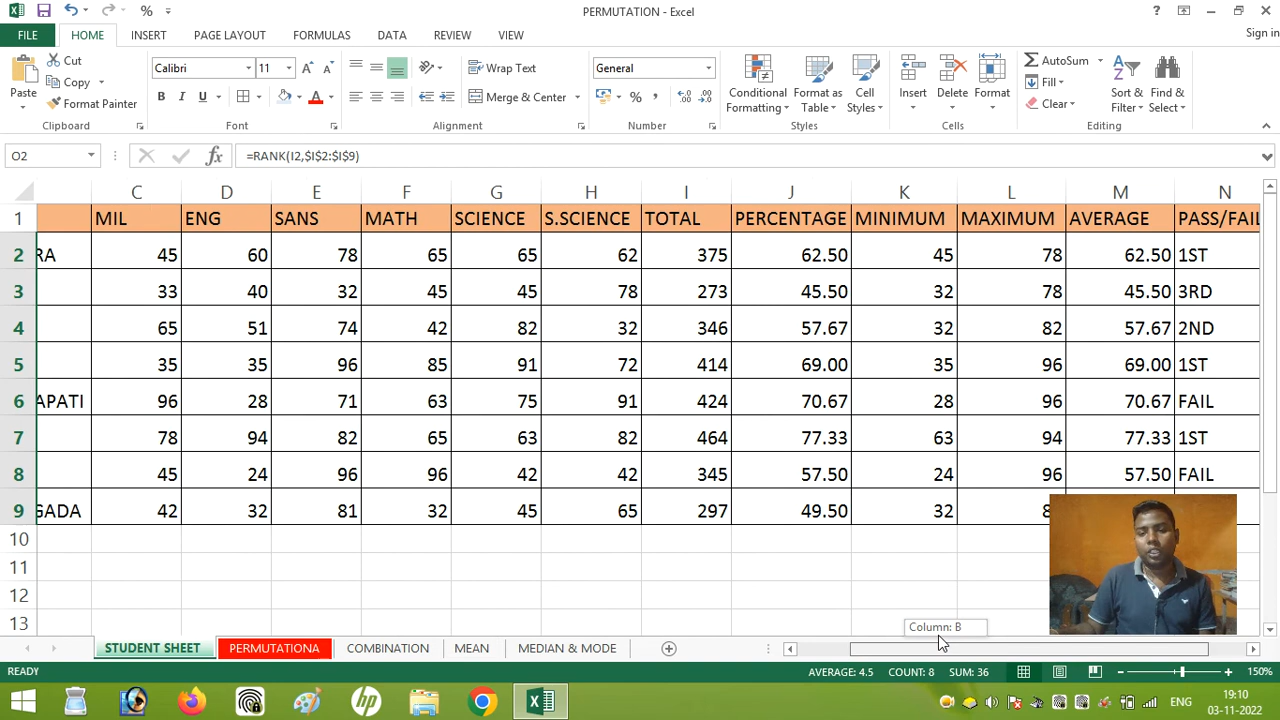 PERMUTATION - Excel
%
?
Sign in
FILE HOME INSERT PAGE LAYOUT FORMULAS DATA REVIEW VIEW
Paste
Cut
Copy
Format Painter
Clipboard
Calibri 11
B I U
Font
Wrap Text
Merge & Center
Alignment
General
%
Number
Conditional Formatting
Format as Table
Cell Styles
Styles
Insert
Delete
Format
Cells
AutoSum
Fill
Clear
Sort & Filter
Find & Select
Editing
O2 fx =RANK(I2,$I$2:$I$9)
C D E F G H I J K L M N
1 MIL ENG SANS MATH SCIENCE S.SCIENCE TOTAL PERCENTAGE MINIMUM MAXIMUM AVERAGE PASS/FAIL
2 RA 45 60 78 65 65 62 375 62.50 45 78 62.50 1ST
3 33 40 32 45 45 78 273 45.50 32 78 45.50 3RD
4 65 51 74 42 82 32 346 57.67 32 82 57.67 2ND
5 35 35 96 85 91 72 414 69.00 35 96 69.00 1ST
6 APATI 96 28 71 63 75 91 424 70.67 28 96 70.67 FAIL
7 78 94 82 65 63 82 464 77.33 63 94 77.33 1ST
8 45 24 96 96 42 42 345 57.50 24 96 57.50 FAIL
9 GADA 42 32 81 32 45 65 297 49.50 32 8
10
11
12
13
Column: B
STUDENT SHEET PERMUTATIONA COMBINATION MEAN MEDIAN & MODE
READY AVERAGE: 4.5 COUNT: 8 SUM: 36 150%
ENG
19:10
03-11-2022